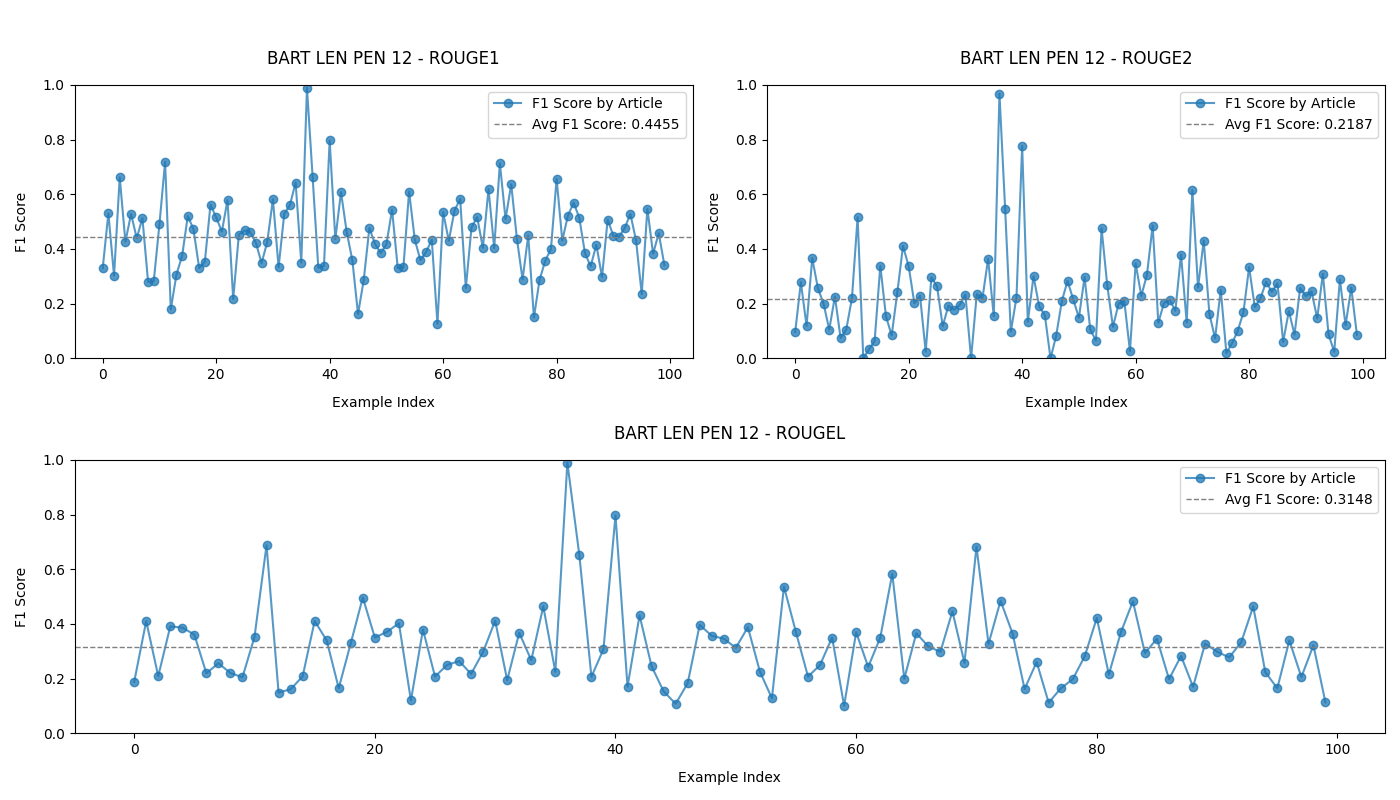 BART LEN PEN 12 - ROUGE1
F1 Score
1.0
0.8
0.6
0.4
0.2
0.0
F1 Score by Article
Avg F1 Score: 0.4455
0 20 40 60 80 100
Example Index
BART LEN PEN 12 - ROUGE2
F1 Score
1.0
0.8
0.6
0.4
0.2
0.0
F1 Score by Article
Avg F1 Score: 0.2187
0 20 40 60 80 100
Example Index
BART LEN PEN 12 - ROUGEL
F1 Score
1.0
0.8
0.6
0.4
0.2
0.0
F1 Score by Article
Avg F1 Score: 0.3148
0 20 40 60 80 100
Example Index